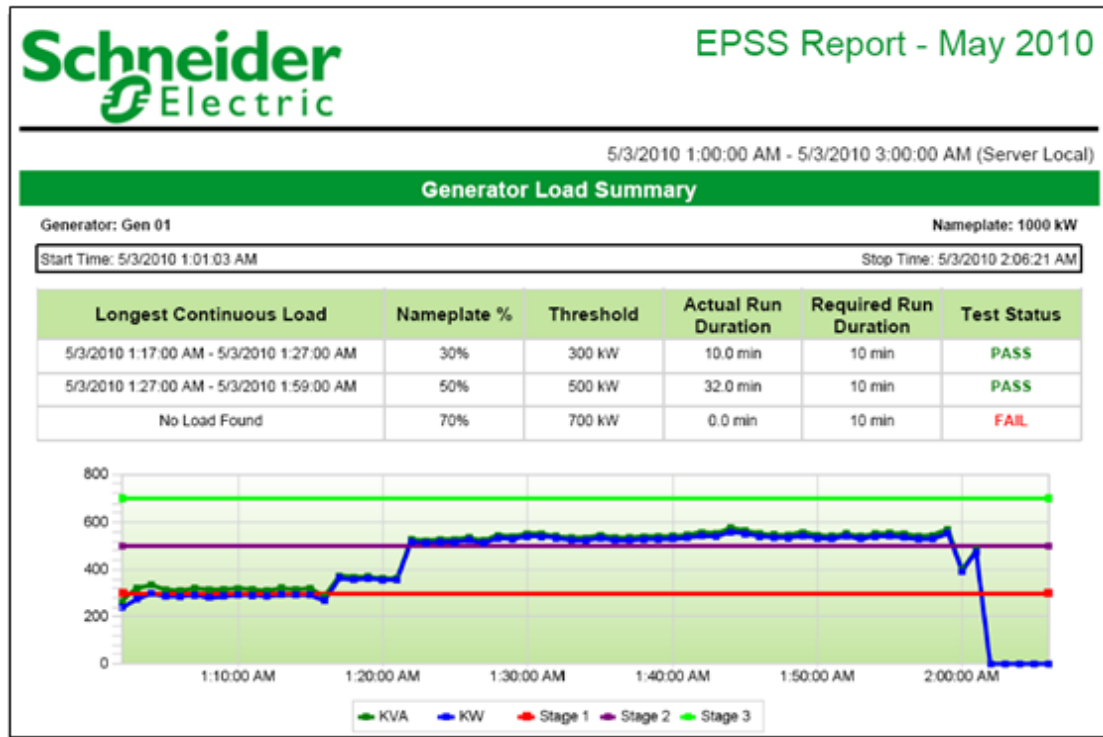 Schneider
Electric
EPSS Report - May 2010
5/3/2010 1:00:00 AM - 5/3/2010 3:00:00 AM (Server Local)
Generator Load Summary
Generator: Gen 01 Nameplate: 1000 kW
Start Time: 5/3/2010 1:01:03 AM Stop Time: 5/3/2010 2:06:21 AM
Longest Continuous Load Nameplate % Threshold Actual Run Duration Required Run Duration Test Status
5/3/2010 1:17:00 AM - 5/3/2010 1:27:00 AM 30% 300 kW 10.0 min 10 min PASS
5/3/2010 1:27:00 AM - 5/3/2010 1:59:00 AM 50% 500 kW 32.0 min 10 min PASS
No Load Found 70% 700 kW 0.0 min 10 min FAIL
800
600
400
200
0
1:10:00 AM 1:20:00 AM 1:30:00 AM 1:40:00 AM 1:50:00 AM 2:00:00 AM
KVA KW Stage 1 Stage 2 Stage 3